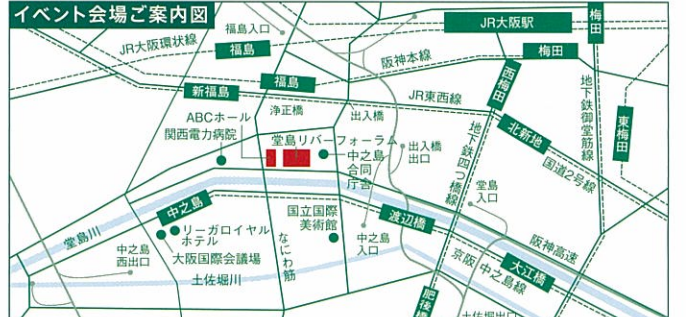 イベント会場ご案内図
福島入口
JR大阪駅
梅田
JR大阪環状線
福島
阪神本線
梅田
西梅田
福島
新福島
JR東西線
地下鉄御堂筋線
東梅田
浄正橋
出入橋
ABCホール
関西電力病院
堂島リバーフォーラム
中之島
合同
庁舎
出入橋
出口
地下鉄四つ橋線
北新地
国道2号線
堂島
入口
中之島
リーガロイヤル
ホテル
大阪国際会議場
国立国際
美術館
なにわ筋
渡辺橋
中之島
入口
阪神高速
堂島川
中之島
西出口
土佐堀川
京阪 中之島線
大江橋
肥後橋
土佐堀出口